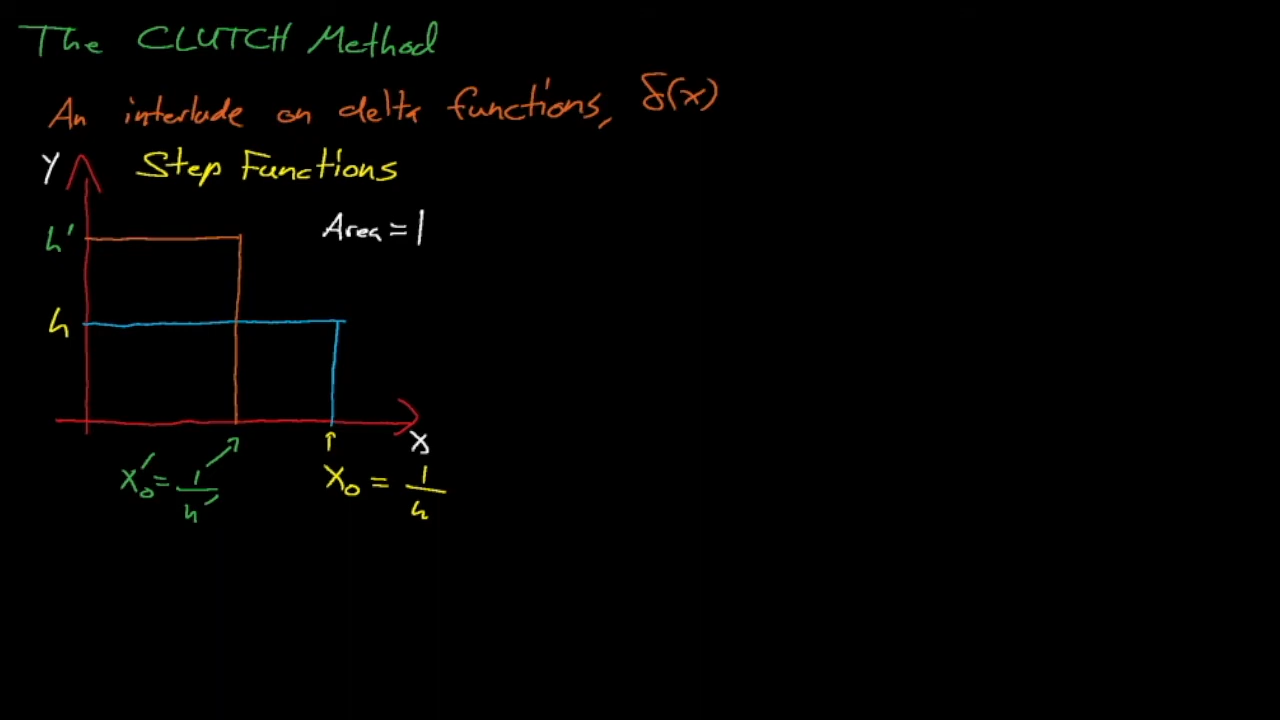 The CLUTCH Method
An interlude on delta functions, δ(x)
Y
Step Functions
Area = 1
h'
h
X
x₀' = 1/h'
x₀ = 1/h